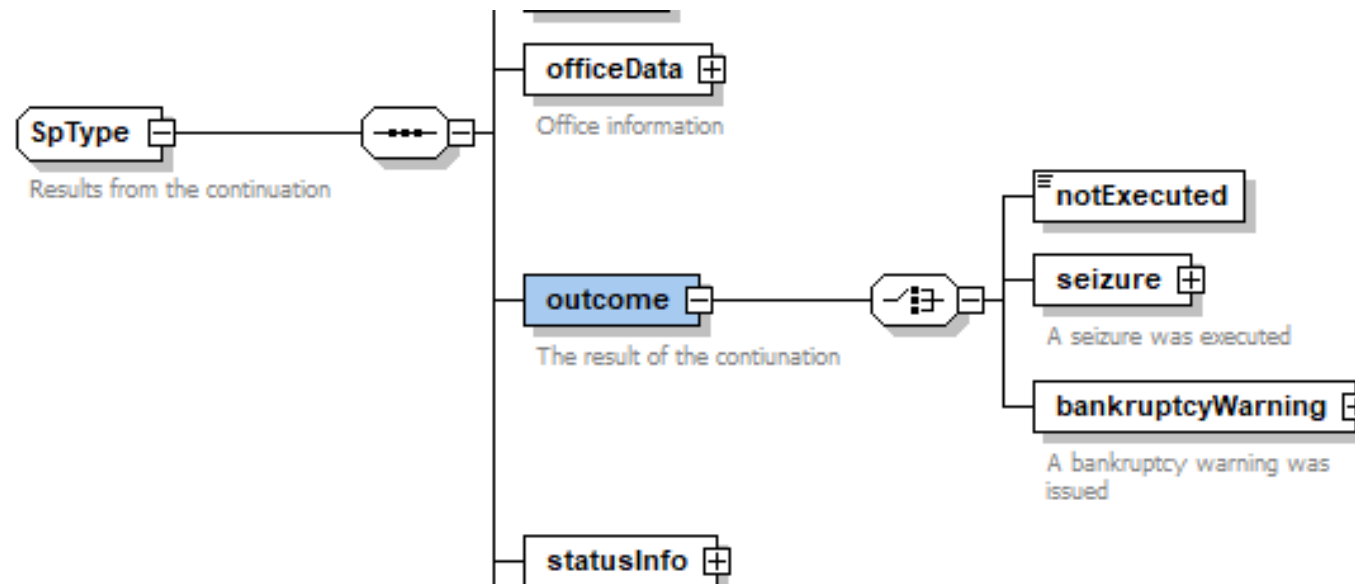 officeData
Office information
SpType
Results from the continuation
notExecuted
seizure
A seizure was executed
outcome
The result of the contiunation
bankruptcyWarning
A bankruptcy warning was
issued
statusInfo